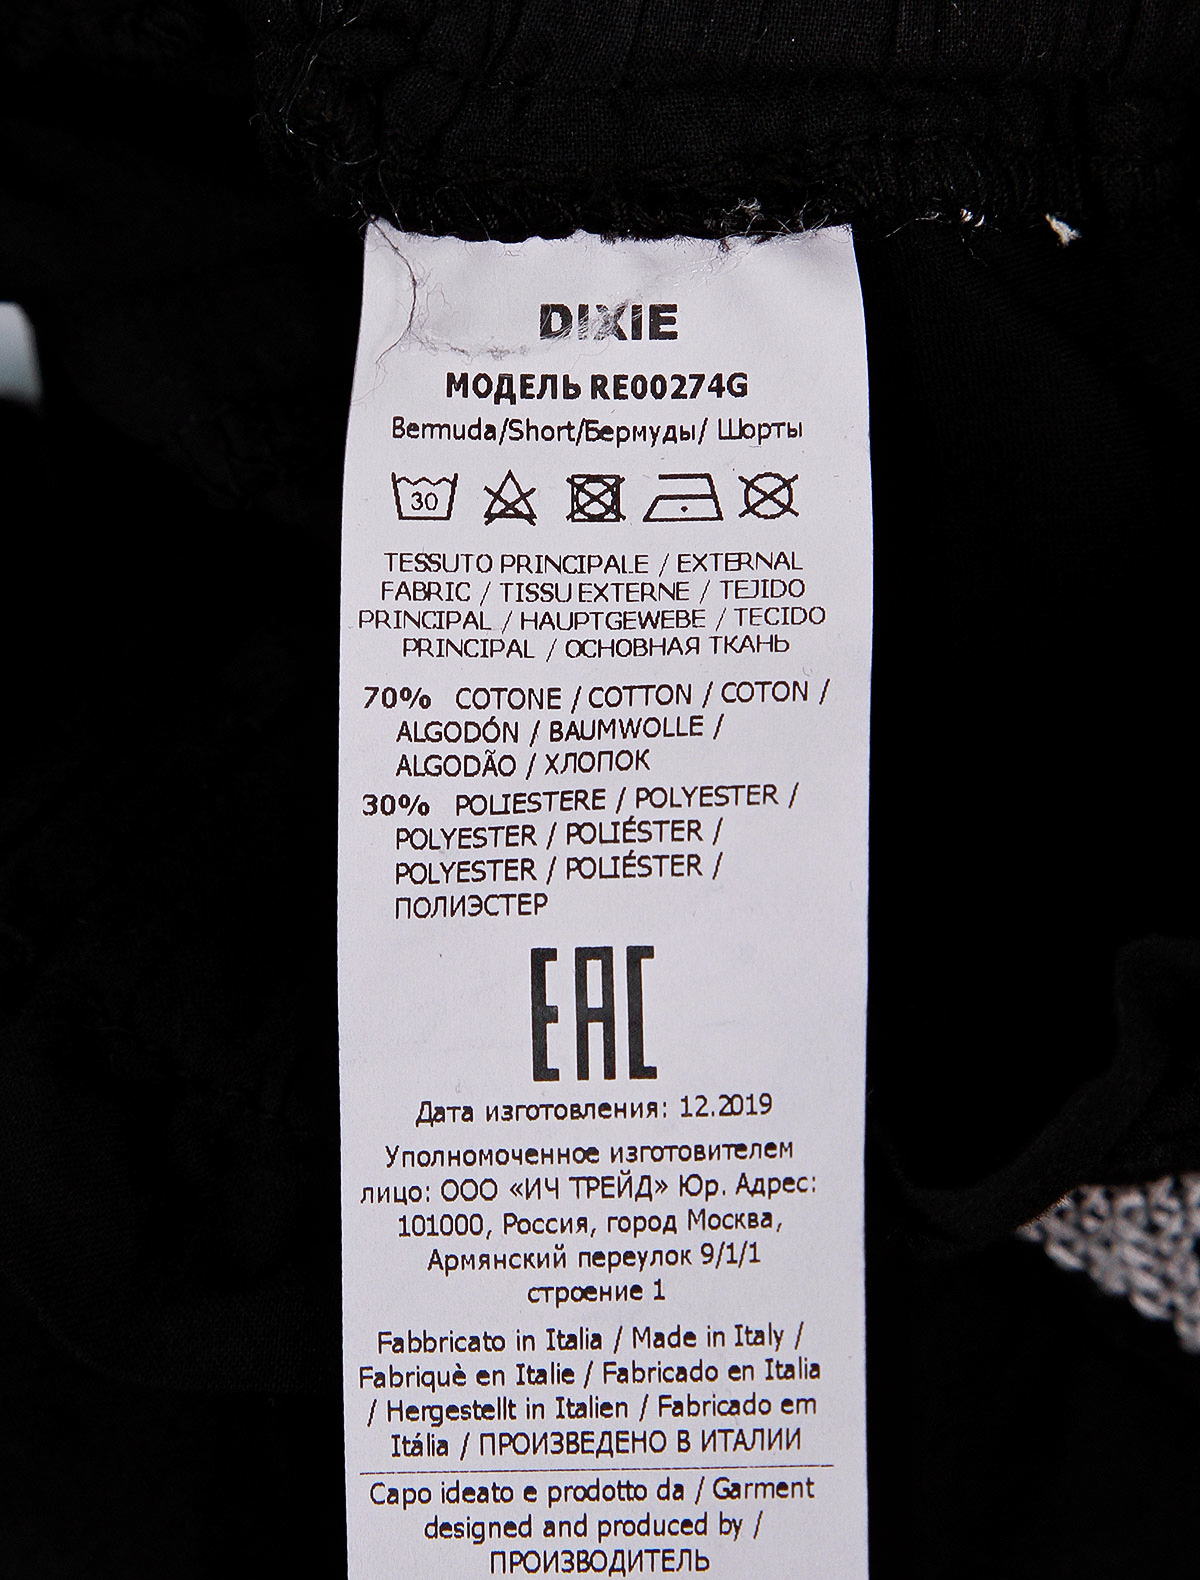 DIXIE
МОДЕЛЬ RE00274G
Bermuda/Short/Бермуды/ Шорты
30
TESSUTO PRINCIPALE / EXTERNAL
FABRIC / TISSU EXTERNE / TEJIDO
PRINCIPAL / HAUPTGEWEBE / TECIDO
PRINCIPAL / ОСНОВНАЯ ТКАНЬ
70% COTONE / COTTON / COTON /
ALGODÓN / BAUMWOLLE /
ALGODÃO / ХЛОПОК
30% POLIESTERE / POLYESTER /
POLYESTER / POLIÉSTER /
POLYESTER / POLIÉSTER /
ПОЛИЭСТЕР
EAC
Дата изготовления: 12.2019
Уполномоченное изготовителем
лицо: ООО «ИЧ ТРЕЙД» Юр. Адрес:
101000, Россия, город Москва,
Армянский переулок 9/1/1
строение 1
Fabbricato in Italia / Made in Italy /
Fabriquè en Italie / Fabricado en Italia
/ Hergestellt in Italien / Fabricado em
Itália / ПРОИЗВЕДЕНО В ИТАЛИИ
Capo ideato e prodotto da / Garment
designed and produced by /
ПРОИЗВОДИТЕЛЬ